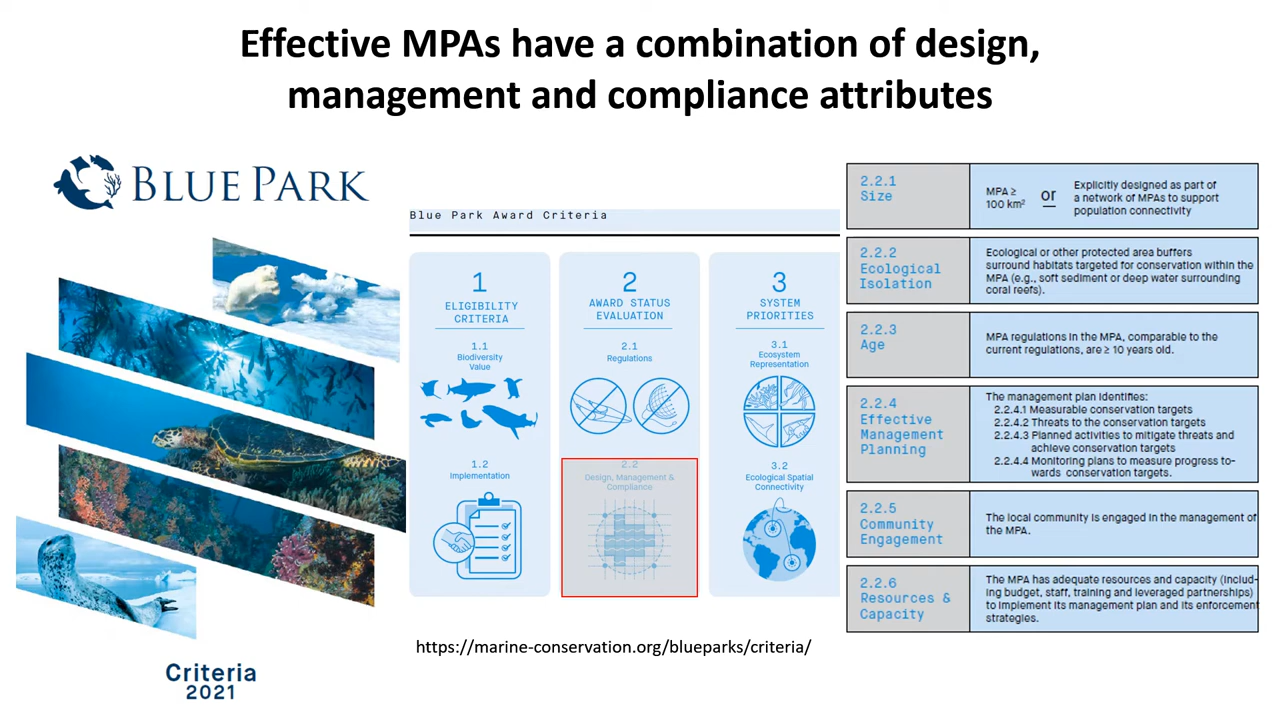 Effective MPAs have a combination of design,
management and compliance attributes
BLUE PARK
Criteria
2021
Blue Park Award Criteria
1
ELIGIBILITY
CRITERIA
1.1
Biodiversity
Value
1.2
Implementation
2
AWARD STATUS
EVALUATION
2.1
Regulations
2.2
Design, Management &
Compliance
3
SYSTEM
PRIORITIES
3.1
Ecosystem
Representation
3.2
Ecological Spatial
Connectivity
https://marine-conservation.org/blueparks/criteria/
2.2.1
Size
MPA ≥
100 km²
or
Explicitly designed as part of
a network of MPAs to support
population connectivity
2.2.2
Ecological
Isolation
Ecological or other protected area buffers
surround habitats targeted for conservation within the
MPA (e.g., soft sediment or deep water surrounding
coral reefs).
2.2.3
Age
MPA regulations in the MPA, comparable to the
current regulations, are ≥ 10 years old.
2.2.4
Effective
Management
Planning
The management plan identifies:
2.2.4.1 Measurable conservation targets
2.2.4.2 Threats to the conservation targets
2.2.4.3 Planned activities to mitigate threats and
achieve conservation targets
2.2.4.4 Monitoring plans to measure progress to-
wards conservation targets.
2.2.5
Community
Engagement
The local community is engaged in the management of
the MPA.
2.2.6
Resources &
Capacity
The MPA has adequate resources and capacity (includ-
ing budget, staff, training and leveraged partnerships)
to implement its management plan and its enforcement
strategies.